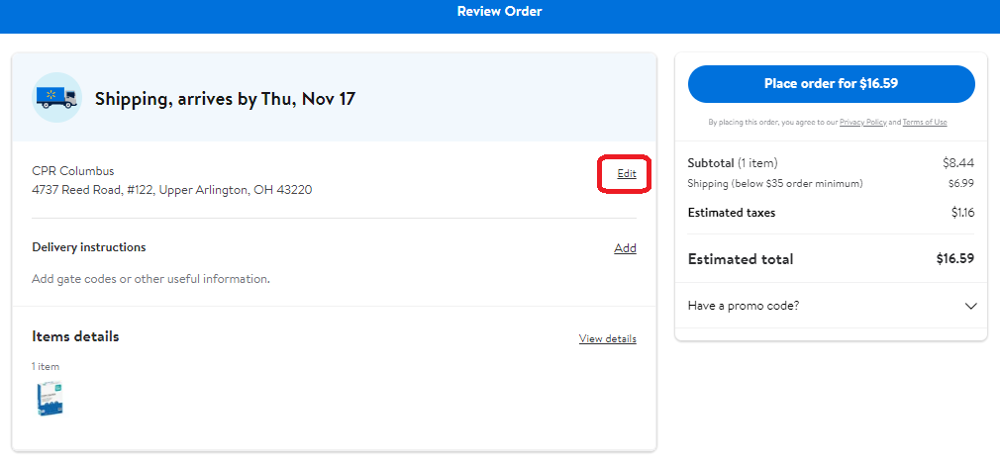 Review Order
Shipping, arrives by Thu, Nov 17
CPR Columbus
4737 Reed Road, #122, Upper Arlington, OH 43220
Edit
Delivery instructions
Add
Add gate codes or other useful information.
Items details
View details
1 item
Place order for $16.59
By placing this order, you agree to our Privacy Policy and Terms of Use
Subtotal (1 item) $8.44
Shipping (below $35 order minimum) $6.99
Estimated taxes $1.16
Estimated total $16.59
Have a promo code?